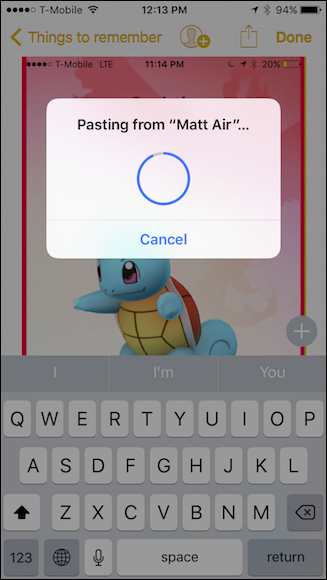 T-Mobile 12:13 PM 94%
Things to remember Done
T-Mobile LTE 11:14 PM 20%
Pasting from “Matt Air”...
Cancel
I I'm You
Q W E R T Y U I O P
A S D F G H J K L
Z X C V B N M
123 space return